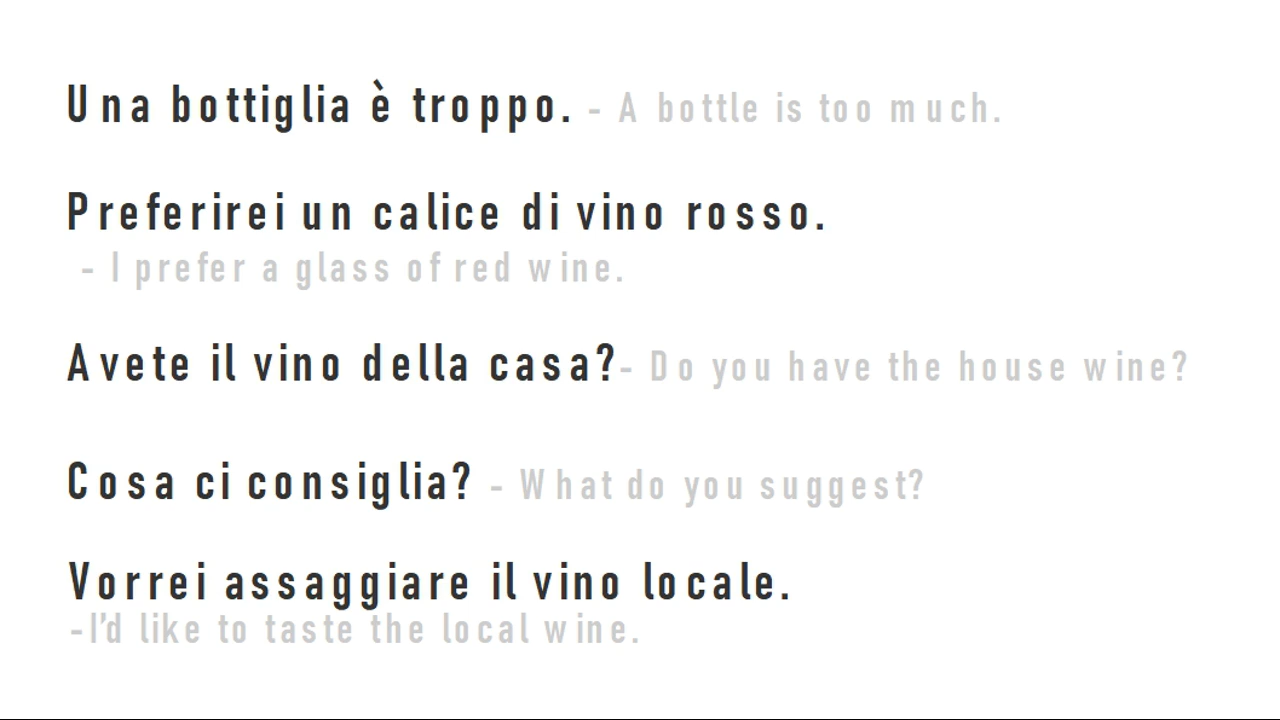 Una bottiglia è troppo. - A bottle is too much.
Preferirei un calice di vino rosso.
- I prefer a glass of red wine.
Avete il vino della casa?- Do you have the house wine?
Cosa ci consiglia? - What do you suggest?
Vorrei assaggiare il vino locale.
-I’d like to taste the local wine.